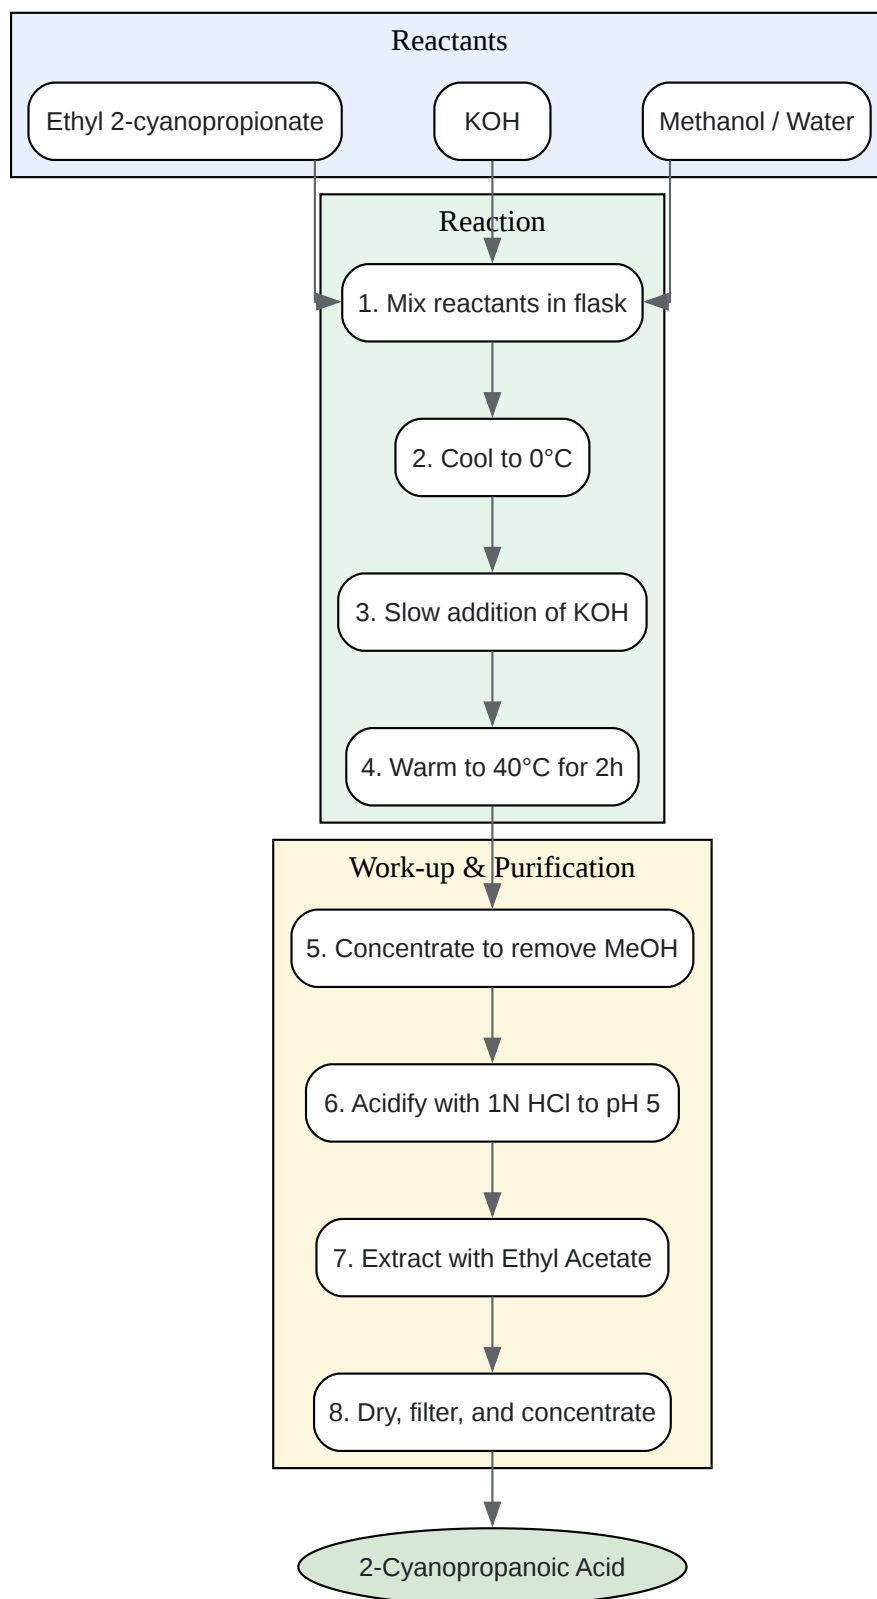 Reactants
Ethyl 2-cyanopropionate
KOH
Methanol / Water
Reaction
1. Mix reactants in flask
2. Cool to 0°C
3. Slow addition of KOH
4. Warm to 40°C for 2h
Work-up & Purification
5. Concentrate to remove MeOH
6. Acidify with 1N HCl to pH 5
7. Extract with Ethyl Acetate
8. Dry, filter, and concentrate
2-Cyanopropanoic Acid